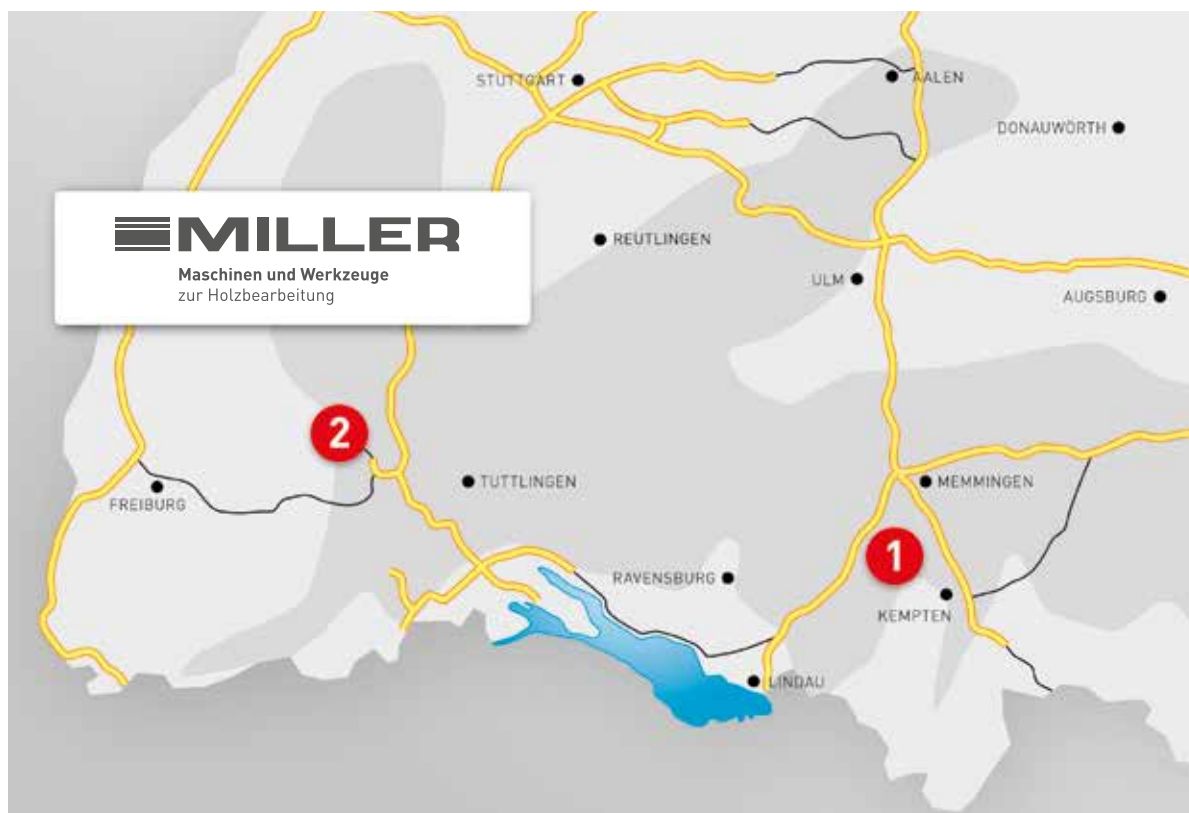 STUTTGART
AALEN
DONAUWÖRTH
MILLER
Maschinen und Werkzeuge
zur Holzbearbeitung
REUTLINGEN
ULM
AUGSBURG
2
TUTTLINGEN
MEMMINGEN
FREIBURG
1
RAVENSBURG
KEMPTEN
LINDAU